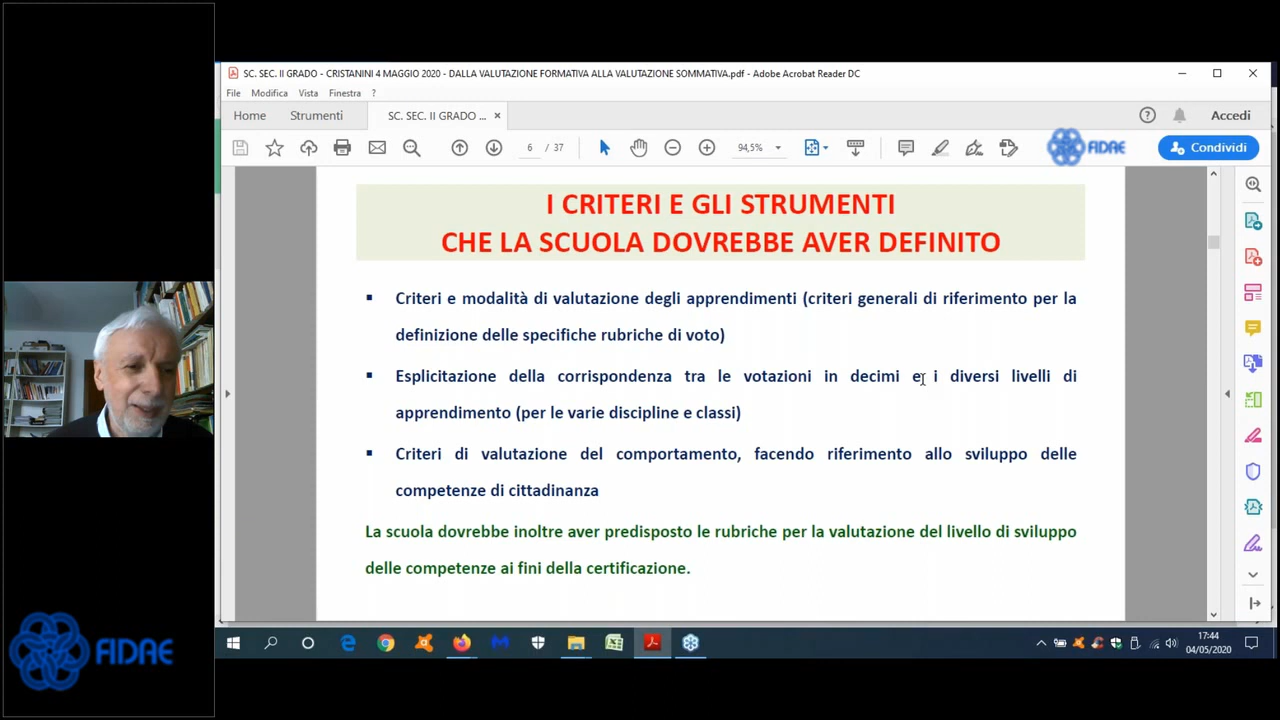 SC. SEC. II GRADO - CRISTANINI 4 MAGGIO 2020 - DALLA VALUTAZIONE FORMATIVA ALLA VALUTAZIONE SOMMATIVA.pdf - Adobe Acrobat Reader DC
File Modifica Vista Finestra ?
Home Strumenti SC. SEC. II GRADO ... × Accedi
6 / 37 94,5% FIDAE Condividi
I CRITERI E GLI STRUMENTI
CHE LA SCUOLA DOVREBBE AVER DEFINITO
▪ Criteri e modalità di valutazione degli apprendimenti (criteri generali di riferimento per la
definizione delle specifiche rubriche di voto)
▪ Esplicitazione della corrispondenza tra le votazioni in decimi e i diversi livelli di
apprendimento (per le varie discipline e classi)
▪ Criteri di valutazione del comportamento, facendo riferimento allo sviluppo delle
competenze di cittadinanza
La scuola dovrebbe inoltre aver predisposto le rubriche per la valutazione del livello di sviluppo
delle competenze ai fini della certificazione.
FIDAE
17:44
04/05/2020